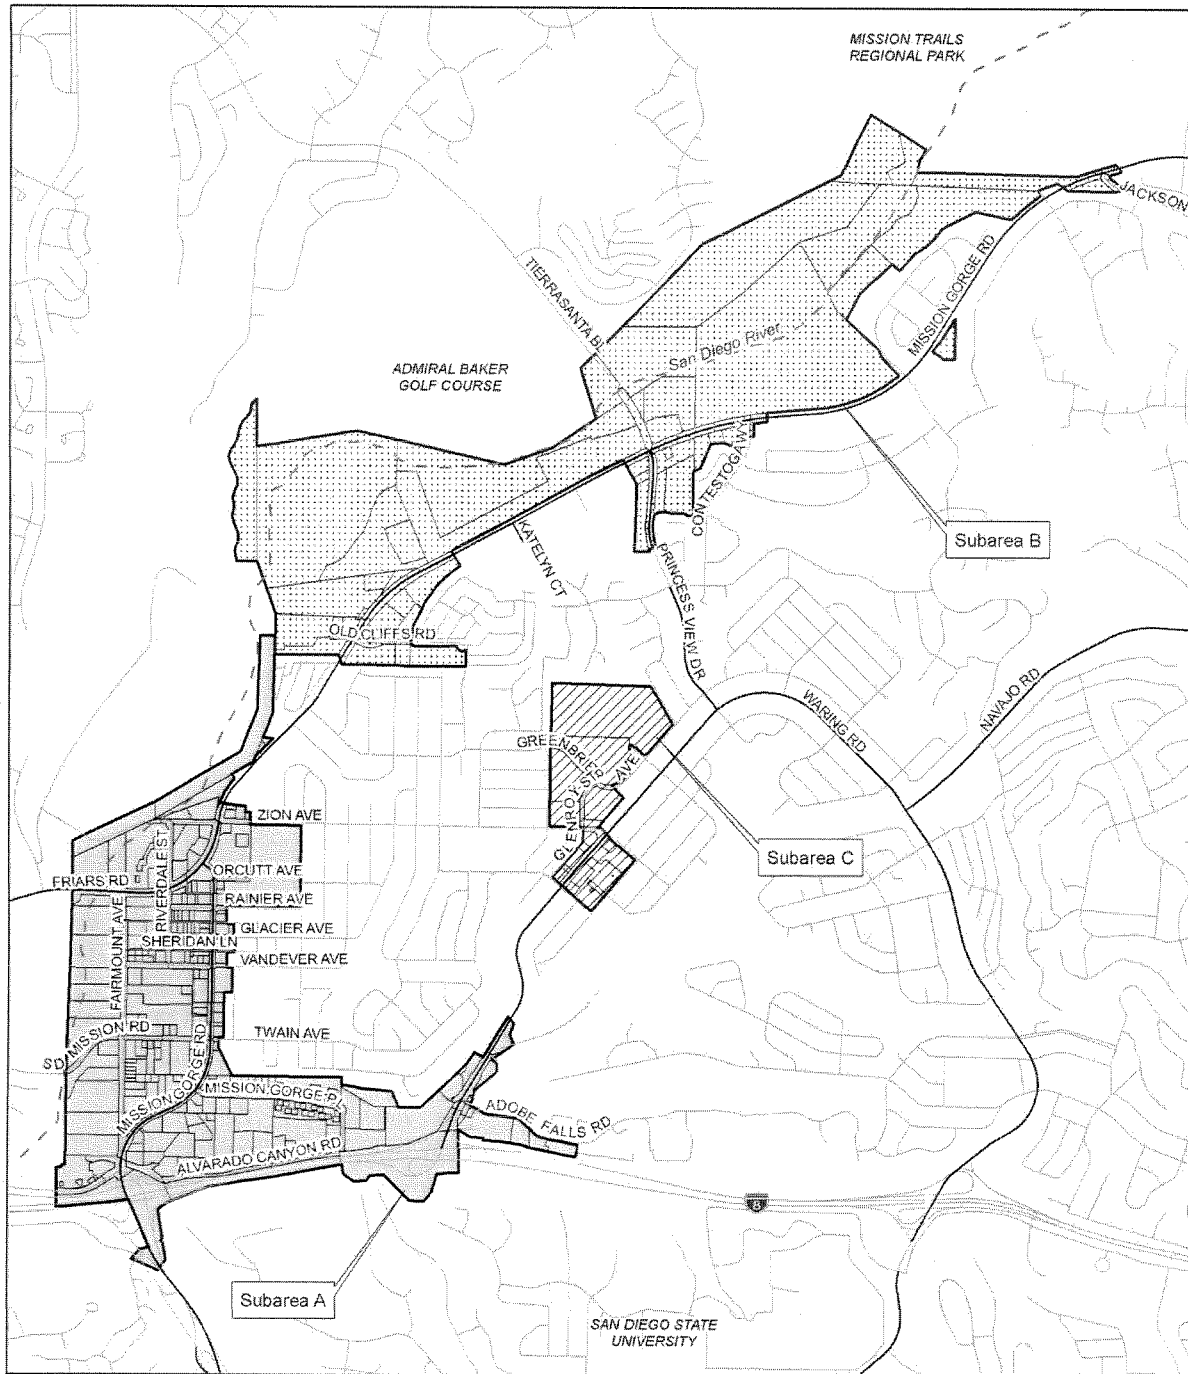 MISSION TRAILS
REGIONAL PARK
JACKSON
TIERRASANTA BL
MISSION GORGE RD
San Diego River
ADMIRAL BAKER
GOLF COURSE
CONTESTOGA WY
Subarea B
KATELYN CT
PRINCESS VIEW DR
OLD CLIFFS RD
NAVAJO RD
WARING RD
GREENBRIER AVE
GLENROY ST
ZION AVE
Subarea C
ORCUTT AVE
FRIARS RD
RIVERDALE ST
RAINIER AVE
FAIRMOUNT AVE
GLACIER AVE
SHERIDAN LN
VANDEVER AVE
TWAIN AVE
SD MISSION RD
MISSION GORGE RD
MISSION GORGE PL
ADOBE FALLS RD
ALVARADO CANYON RD
8
Subarea A
SAN DIEGO STATE
UNIVERSITY